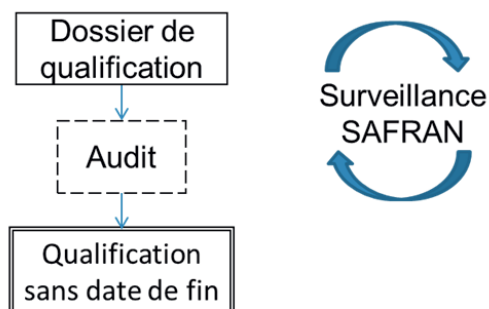 Dossier de
qualification
Audit
Qualification
sans date de fin
Surveillance
SAFRAN